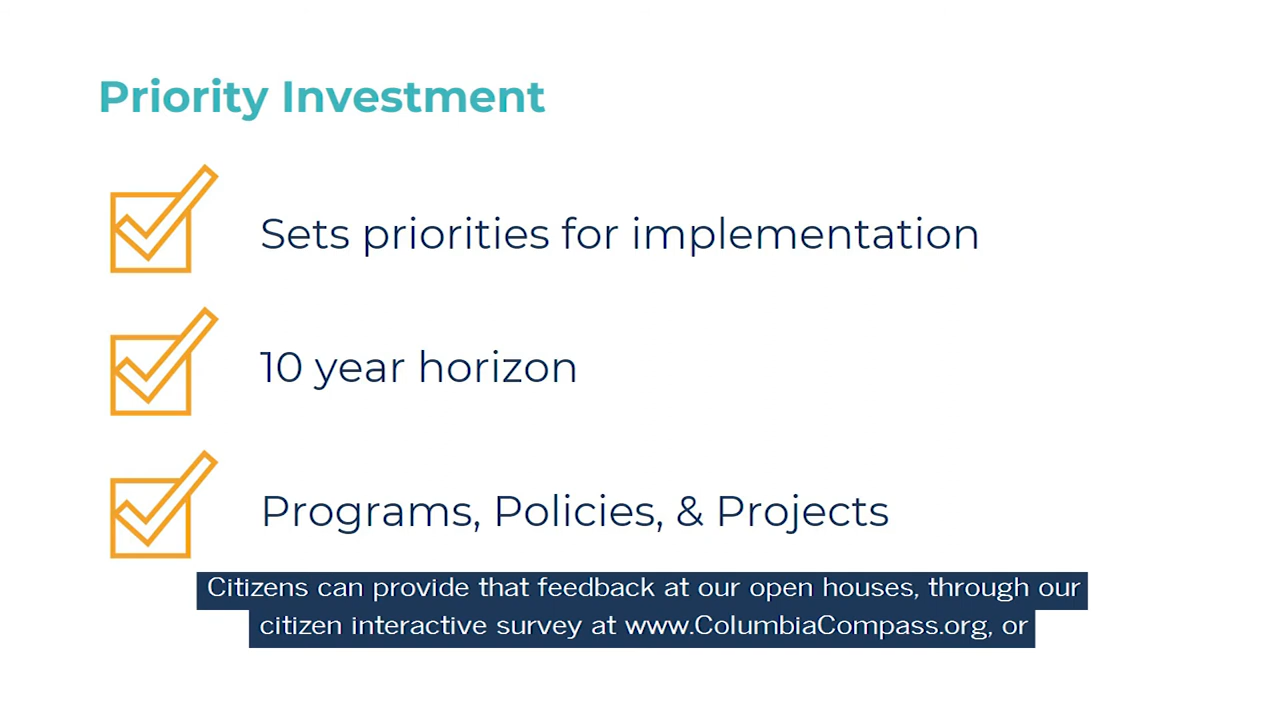 Priority Investment
Sets priorities for implementation
10 year horizon
Programs, Policies, & Projects
Citizens can provide that feedback at our open houses, through our
citizen interactive survey at www.ColumbiaCompass.org, or